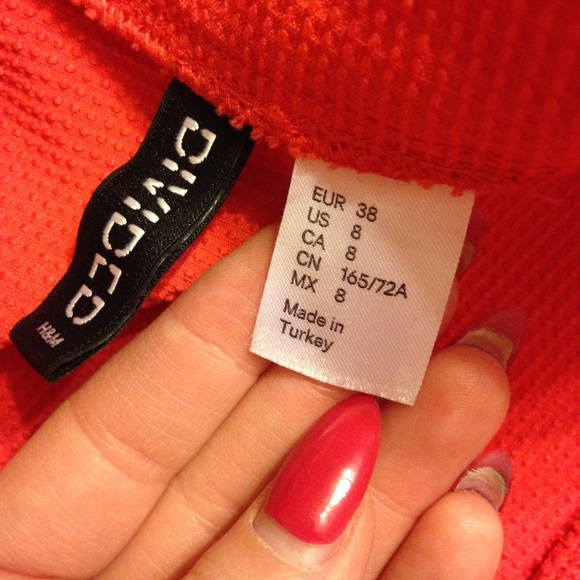 DIVIDED
H&M
EUR 38
US 8
CA 8
CN 165/72A
MX 8
Made in
Turkey